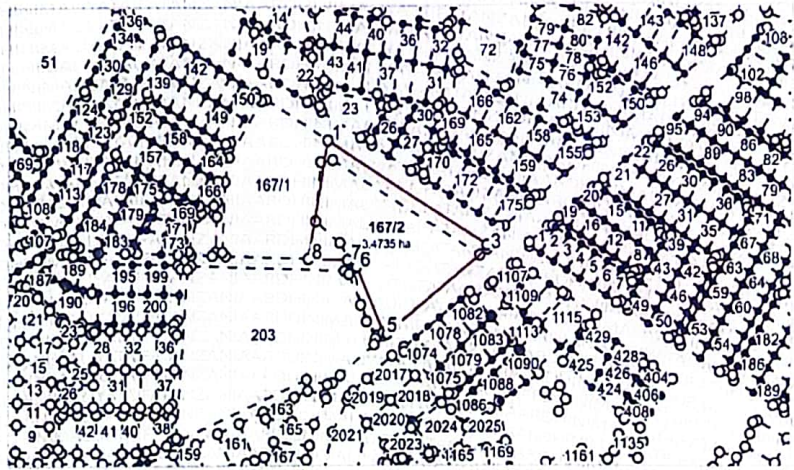 136 14 44 40 36 32 72 79 82 143 137
134 19 43 41 37 31 77 80 142 148 108
51 130 142 22 75 78 146 102
129 139 150 23 166 76 152 150 98
124 152 149 30 169 162 74 153 94
123 158 26 27 165 158 95 90 86
118 157 164 170 159 155 22 89 82
69 117 178 175 166 167/1 172 26 83
113 179 169 175 20 21 30 79
108 184 171 167/2 19 15 27 36 71
107 183 173 3,4735 ha 3 16 11 31 35 67
189 195 199 8 7 6 1 2 12 39 63 68
187 190 196 200 1107 4 5 8 43 42 64
20 21 23 203 1109 6 7 46 59 60
28 32 36 5 1082 1115 49 50 53 54 182
17 1078 1083 1113 429 186
15 25 31 37 1074 1079 1090 425 428 189
13 26 2017 1075 1088 426 404
11 163 2019 2018 1086 424 406
9 42 41 40 38 165 2020 2024 2025 408
159 161 167 2021 2023 1165 1169 1161 1135